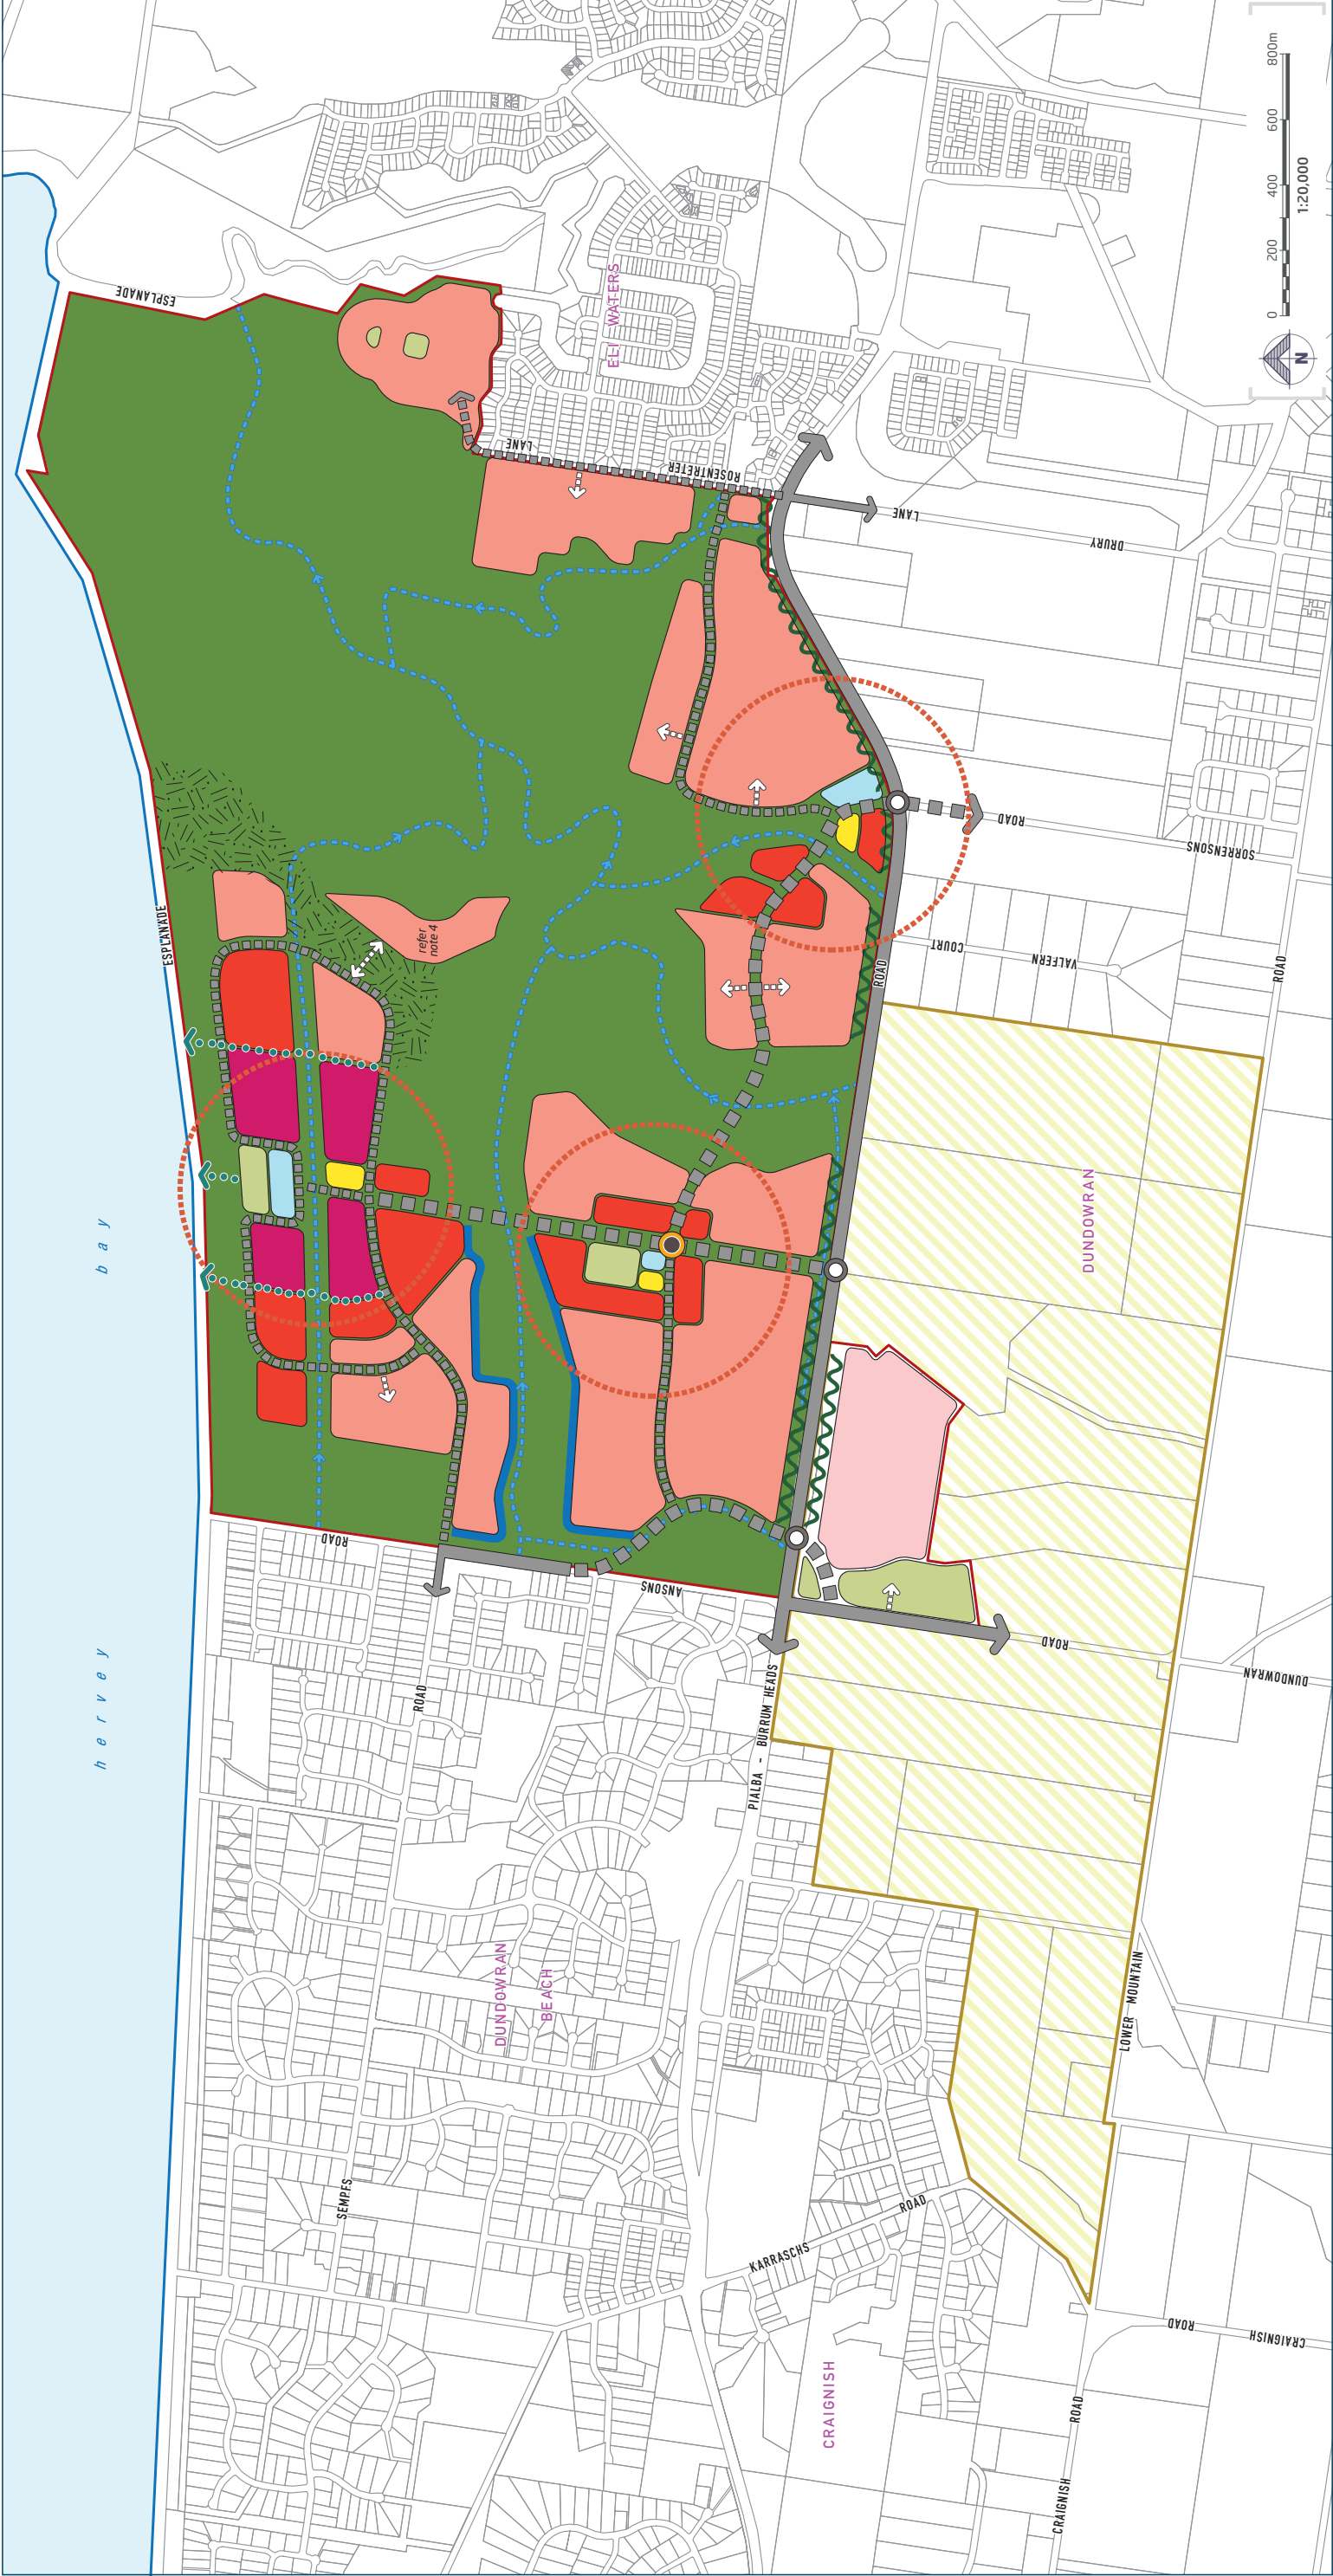 ESPLANADE
ELI WATERS
LANE
ROSENTRETER
LANE
DRURY
0 200 400 600 800m
1:20,000
N
ROAD
SORRENSONS
ESPLANADE
refer
note 4
ROAD
COURT
VALFERN
ROAD
DUNDOWRAN
hervey bay
ROAD
ANSONS
ROAD
DUNDOWRAN
ROAD
SEMPFS
PIALBA - BURRUM HEADS
DUNDOWRAN
BEACH
LOWER MOUNTAIN
KARRASCHS
ROAD
CRAIGNISH
ROAD
CRAIGNISH
CRAIGNISH
ROAD